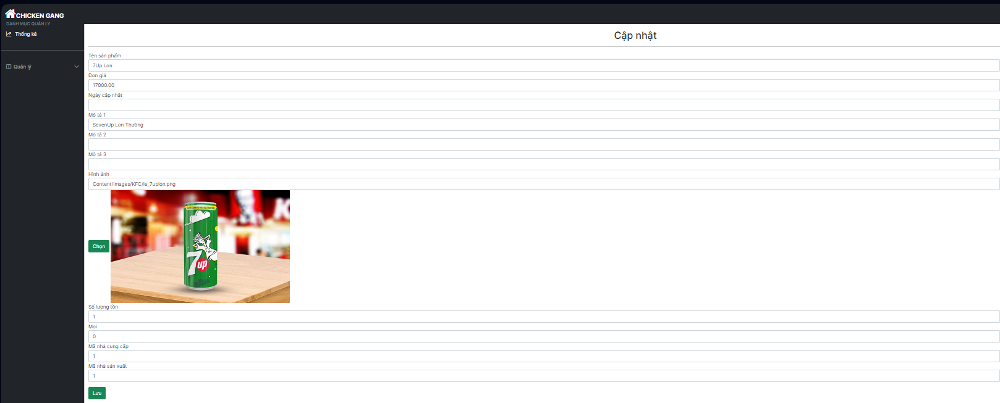 CHICKEN GANG
DANH MỤC QUẢN LÝ
Thống kê
Quản lý
Cập nhật
Tên sản phẩm
7Up Lon
Đơn giá
17000.00
Ngày cập nhật
Mô tả 1
SevenUp Lon Thường
Mô tả 2
Mô tả 3
Hình ảnh
Content/images/KFC/le_7uplon.png
Chọn
7up
Số lượng tồn
1
Moi
0
Mã nhà cung cấp
1
Mã nhà sản xuất
1
Lưu